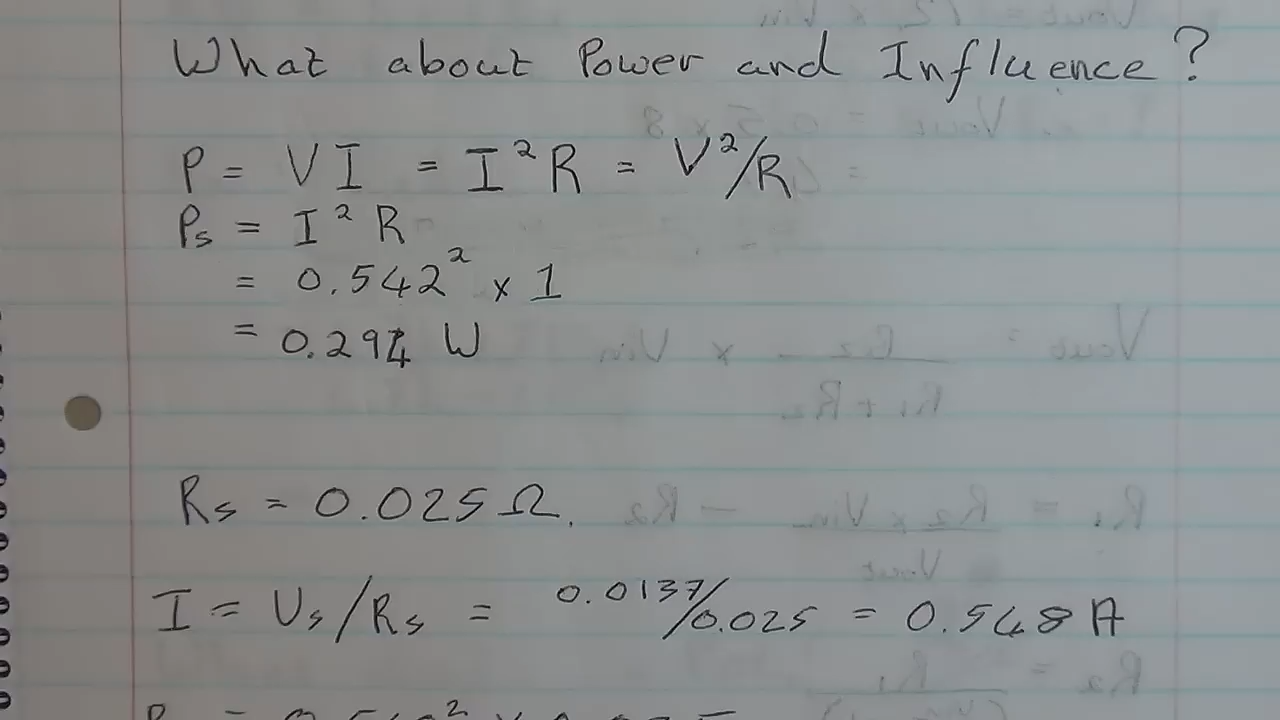 What about Power and Influence?
P = VI = I²R = V²/R
Ps = I²R
= 0.542² x 1
= 0.294 W
Rs = 0.025Ω.
I = Vs/Rs = 0.0137/0.025 = 0.548 A